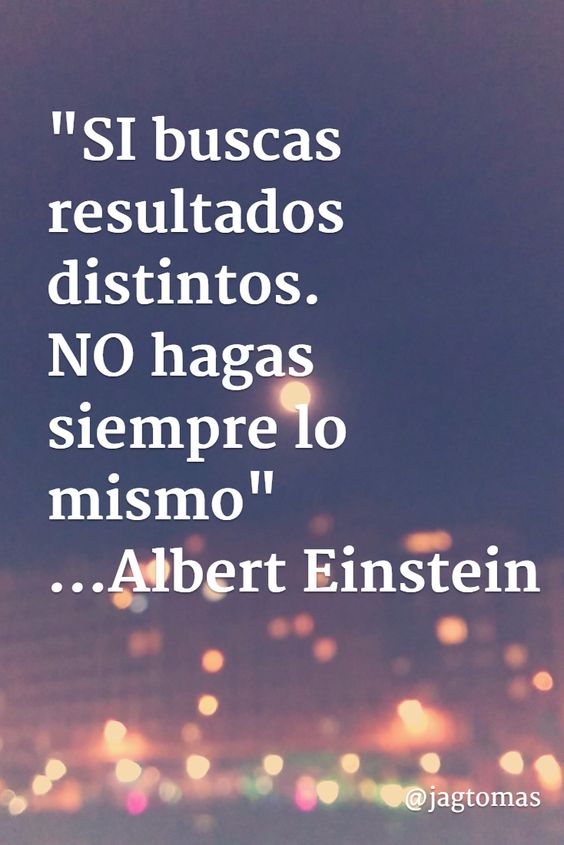 "SI buscas
resultados
distintos.
NO hagas
siempre lo
mismo"
...Albert Einstein
@jagtomas